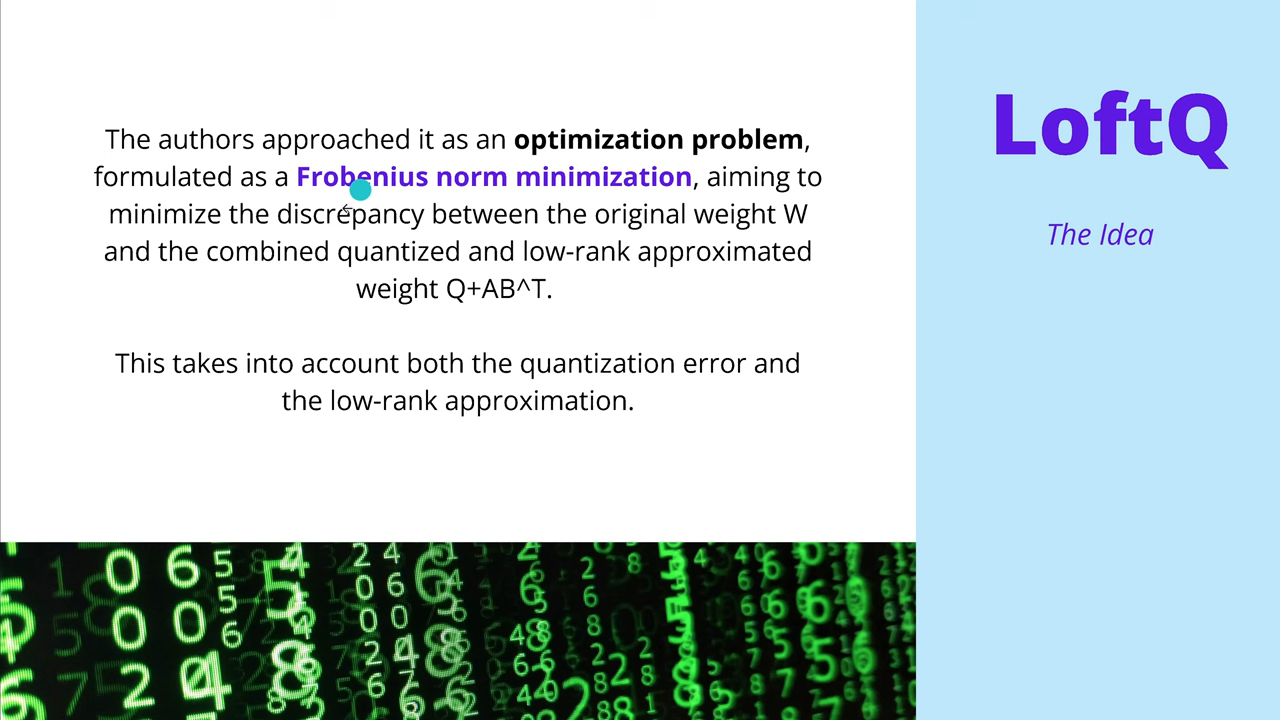 The authors approached it as an optimization problem,
formulated as a Frobenius norm minimization, aiming to
minimize the discrepancy between the original weight W
and the combined quantized and low-rank approximated
weight Q+AB^T.
This takes into account both the quantization error and
the low-rank approximation.
LoftQ
The Idea